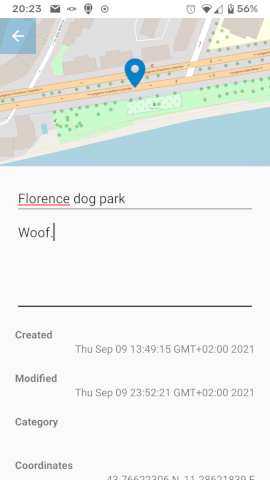 20:23
56%
Florence dog park
Woof.
Created
Thu Sep 09 13:49:15 GMT+02:00 2021
Modified
Thu Sep 09 23:52:21 GMT+02:00 2021
Category
Coordinates
43.76622306 N, 11.28621839 E